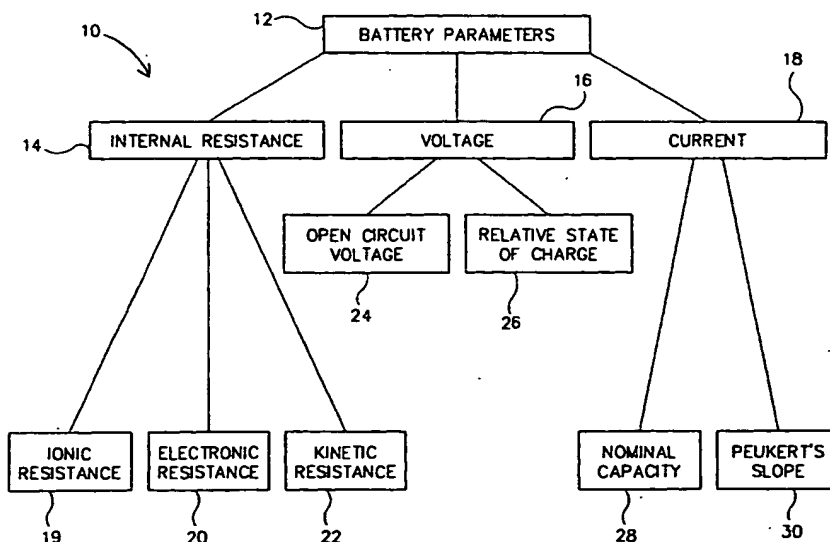 12
BATTERY PARAMETERS
10
16
18
14
INTERNAL RESISTANCE
VOLTAGE
CURRENT
OPEN CIRCUIT
VOLTAGE
RELATIVE STATE
OF CHARGE
24
26
IONIC
RESISTANCE
ELECTRONIC
RESISTANCE
KINETIC
RESISTANCE
NOMINAL
CAPACITY
PEUKERT'S
SLOPE
19
20
22
28
30